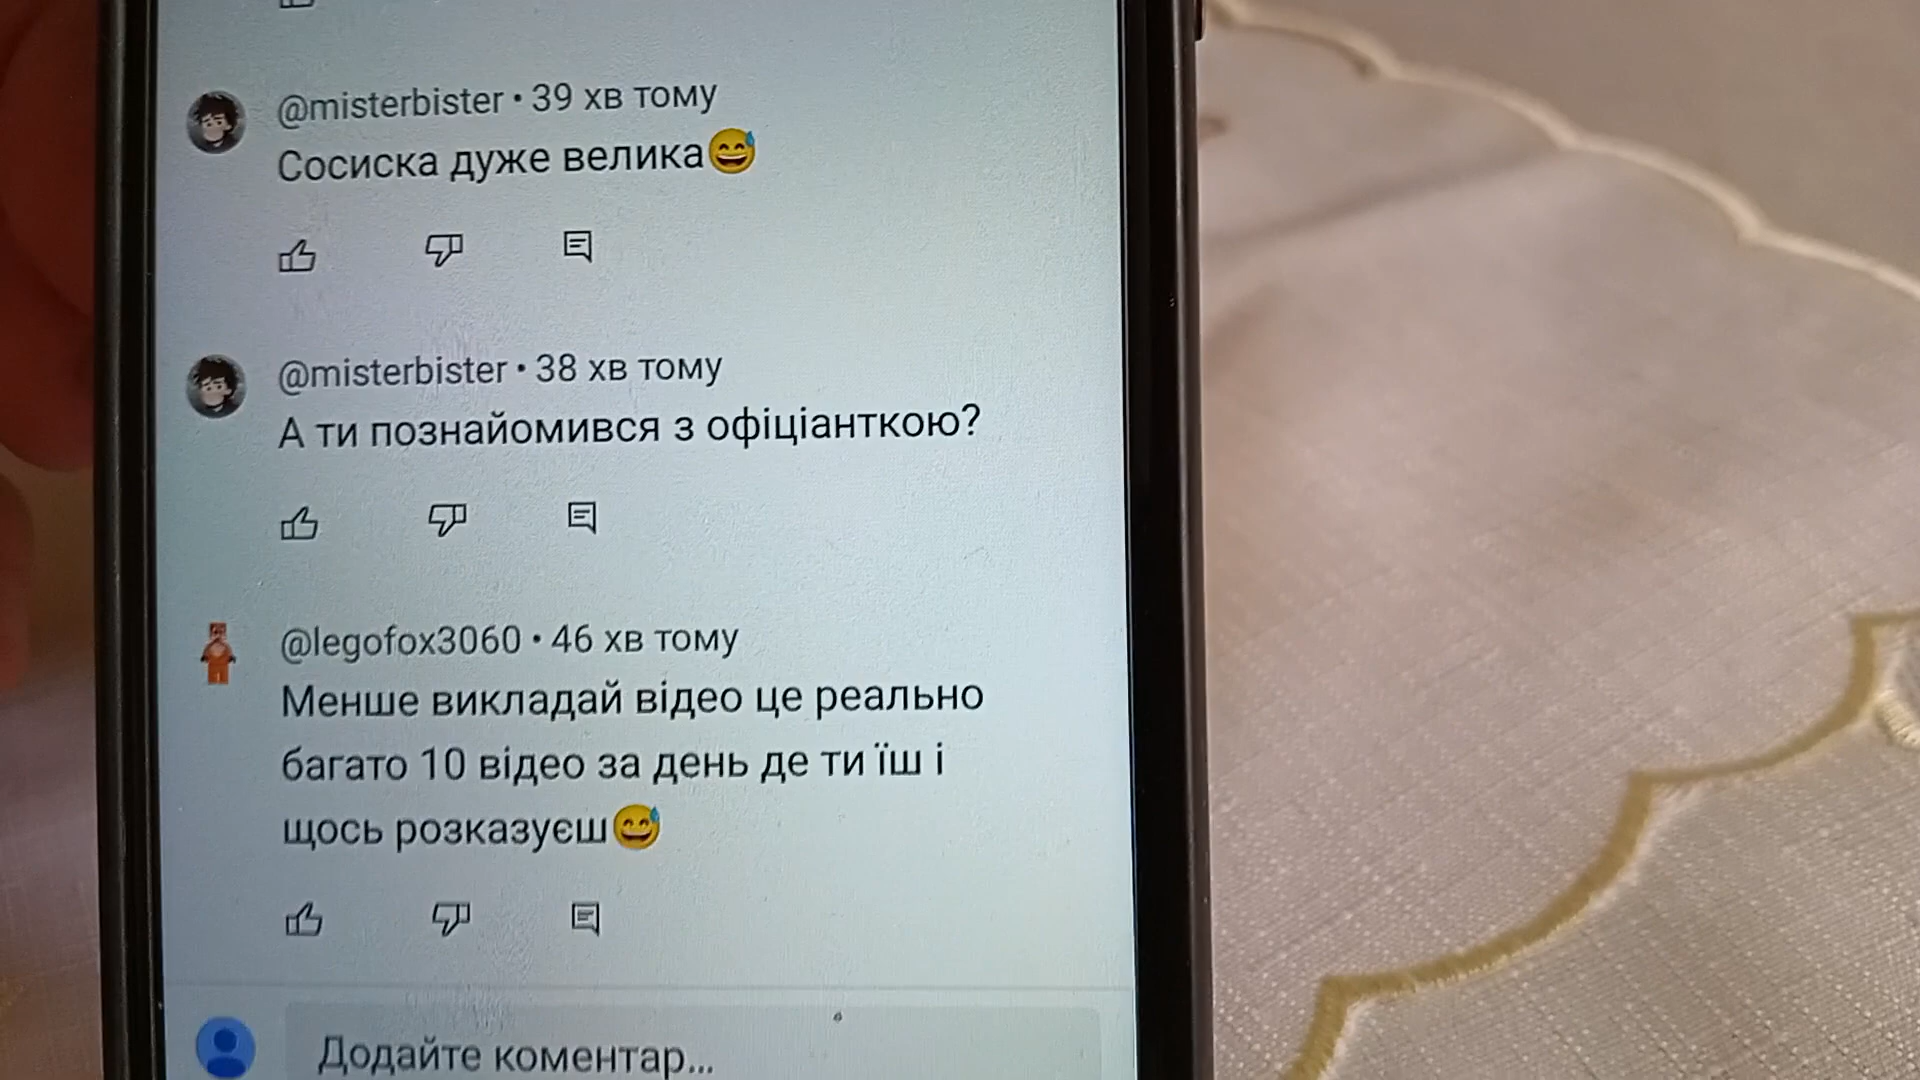 @misterbister • 39 хв тому
Сосиска дуже велика😅
@misterbister • 38 хв тому
А ти познайомився з офіціанткою?
@legofox3060 • 46 хв тому
Менше викладай відео це реально
багато 10 відео за день де ти їш і
щось розказуєш😅
Додайте коментар...